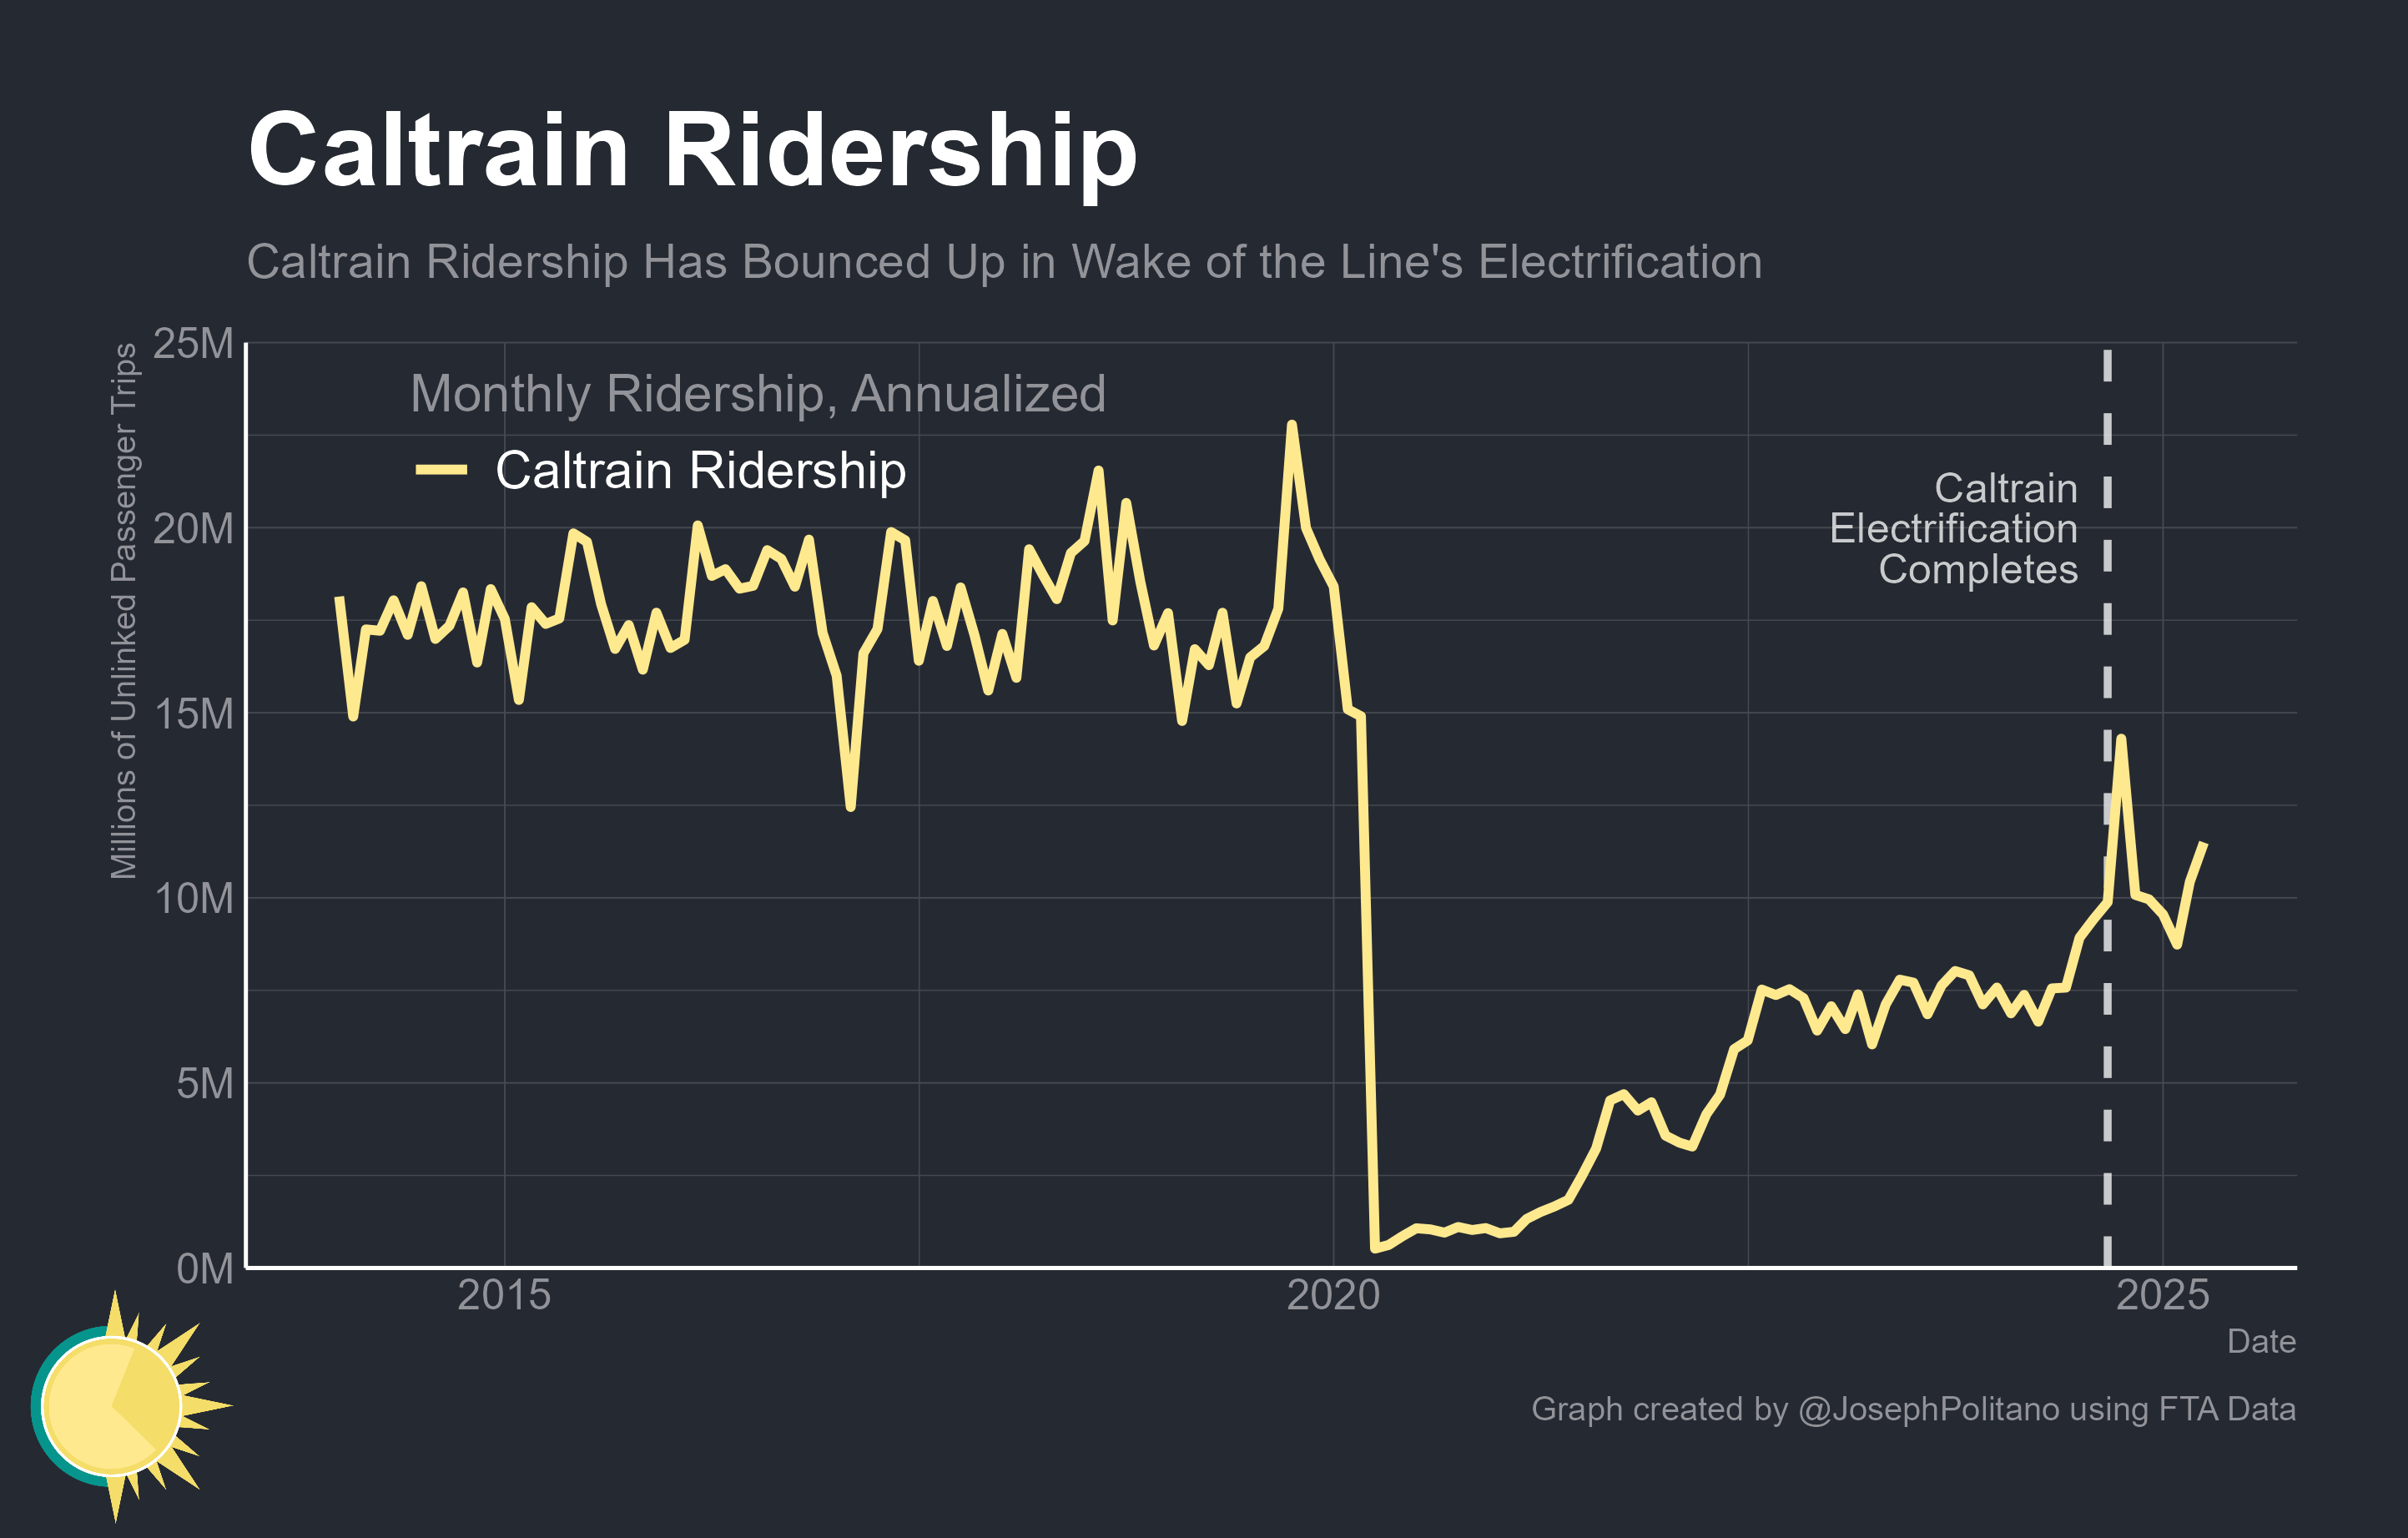 Caltrain Ridership
Caltrain Ridership Has Bounced Up in Wake of the Line's Electrification
Millions of Unlinked Passenger Trips
25M
20M
15M
10M
5M
0M
Monthly Ridership, Annualized
Caltrain Ridership
Caltrain
Electrification
Completes
2015
2020
2025
Date
Graph created by @JosephPolitano using FTA Data